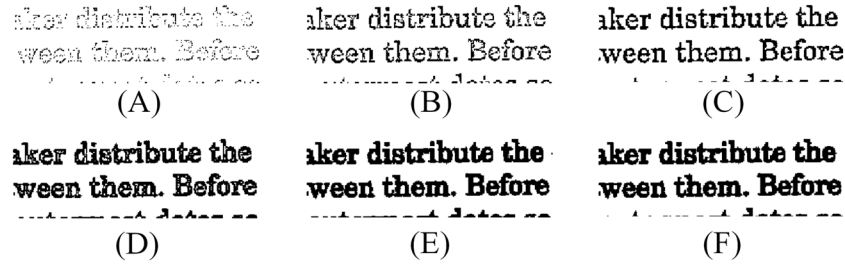 aker distribute the
ween them. Before
(A)
aker distribute the
ween them. Before
(B)
aker distribute the
ween them. Before
(C)
aker distribute the
ween them. Before
(D)
aker distribute the
ween them. Before
(E)
aker distribute the
ween them. Before
(F)